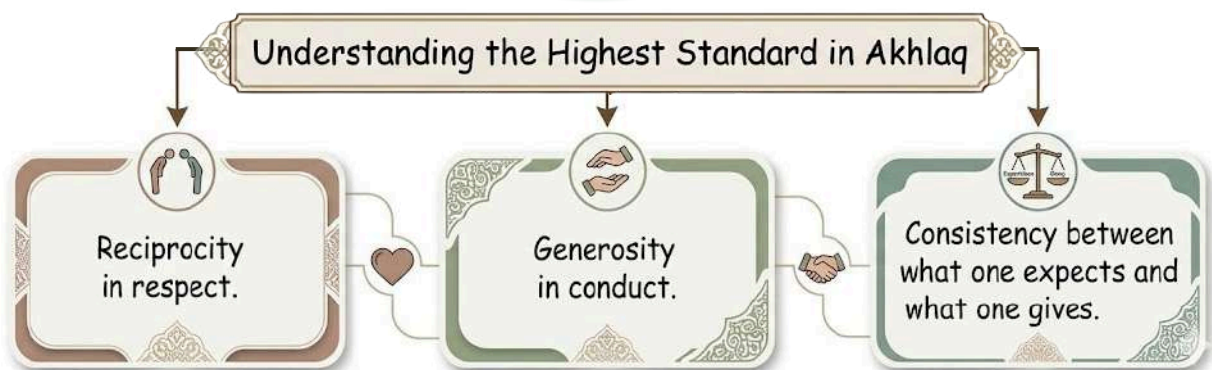 Understanding the Highest Standard in Akhlaq
Reciprocity
in respect.
Generosity
in conduct.
Consistency between
what one expects and
what one gives.